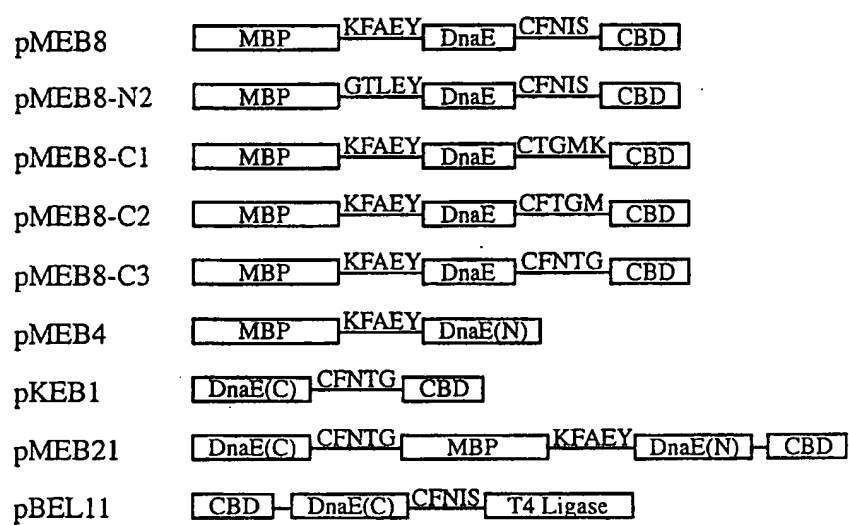 pMEB8 MBP KFAEY DnaE CFNIS CBD
pMEB8-N2 MBP GTLEY DnaE CFNIS CBD
pMEB8-C1 MBP KFAEY DnaE CTGMK CBD
pMEB8-C2 MBP KFAEY DnaE CFTGM CBD
pMEB8-C3 MBP KFAEY DnaE CFNTG CBD
pMEB4 MBP KFAEY DnaE(N)
pKEB1 DnaE(C) CFNTG CBD
pMEB21 DnaE(C) CFNTG MBP KFAEY DnaE(N) CBD
pBEL11 CBD DnaE(C) CFNIS T4 Ligase